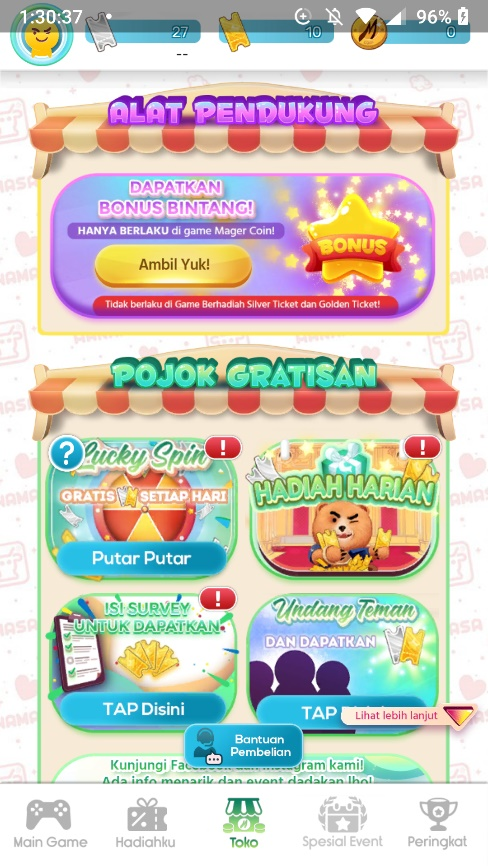 1:30:37
96%
27
10
0
--
ALAT PENDUKUNG
DAPATKAN
BONUS BINTANG!
HANYA BERLAKU di game Mager Coin!
BONUS
Ambil Yuk!
Tidak berlaku di Game Berhadiah Silver Ticket dan Golden Ticket!
POJOK GRATISAN
? Lucky Spin !
GRATIS SETIAP HARI
Putar Putar
!
HADIAH HARIAN
ISI SURVEY !
UNTUK DAPATKAN
TAP Disini
Undang Teman
DAN DAPATKAN
TAP
Lihat lebih lanjut
Bantuan
Pembelian
Kunjungi Facebook dan Instagram kami!
Ada info menarik dan event dadakan lho!
Main Game
Hadiahku
Toko
Spesial Event
Peringkat